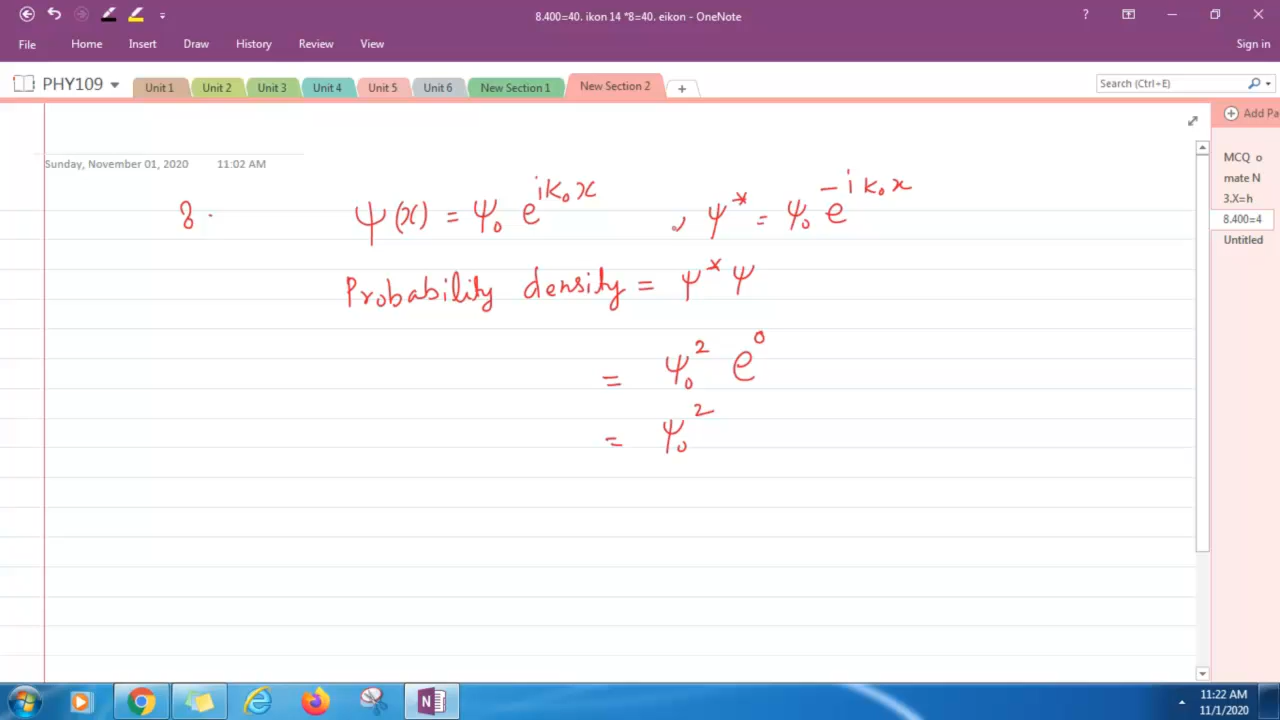 8.400=40. ikon 14 *8=40. eikon - OneNote
?
File Home Insert Draw History Review View Sign in
PHY109 Unit 1 Unit 2 Unit 3 Unit 4 Unit 5 Unit 6 New Section 1 New Section 2 + Search (Ctrl+E)
Add Pa
Sunday, November 01, 2020 11:02 AM
MCQ o
mate N
3.X=h
8.400=4
Untitled
8. ψ(x) = ψ₀ e^{ik₀x} , ψ* = ψ₀ e^{-ik₀x}
Probability density = ψ* ψ
= ψ₀² e⁰
= ψ₀²
11:22 AM
11/1/2020